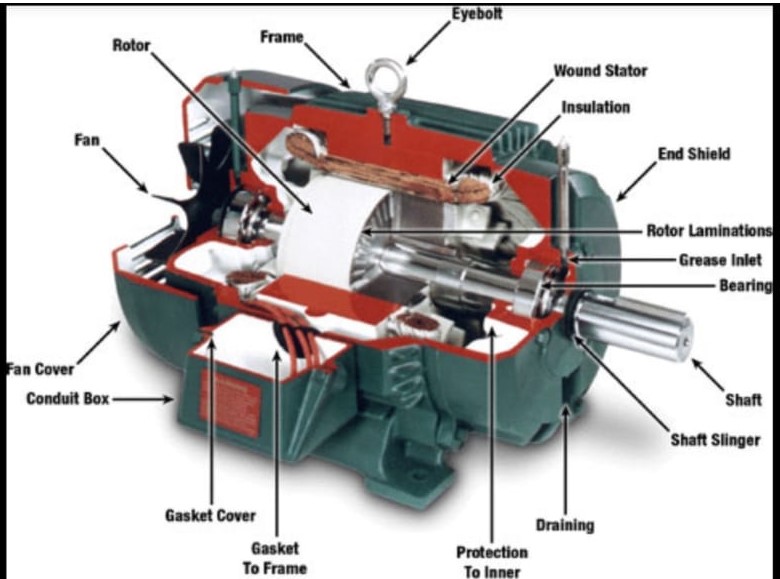 Eyebolt
Frame
Rotor
Wound Stator
Insulation
Fan
End Shield
Rotor Laminations
Grease Inlet
Bearing
Fan Cover
Conduit Box
Shaft
Shaft Slinger
Gasket Cover
Draining
Gasket
To Frame
Protection
To Inner